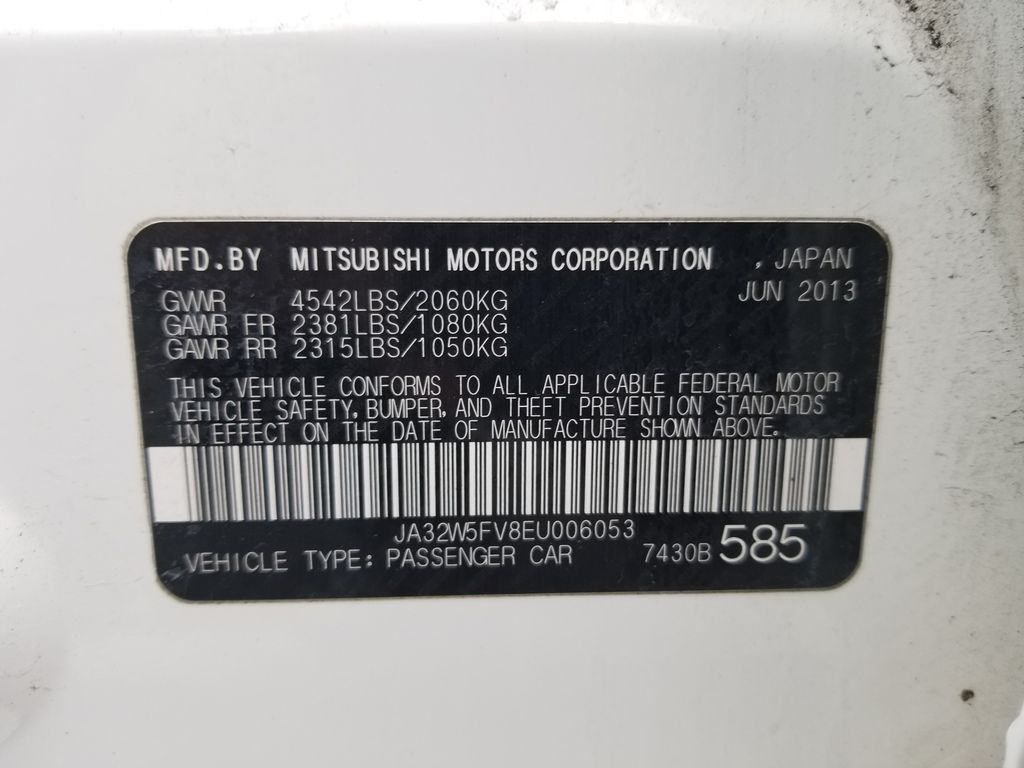 MFD.BY MITSUBISHI MOTORS CORPORATION , JAPAN
JUN 2013
GVWR 4542LBS/2060KG
GAWR FR 2381LBS/1080KG
GAWR RR 2315LBS/1050KG
THIS VEHICLE CONFORMS TO ALL APPLICABLE FEDERAL MOTOR
VEHICLE SAFETY, BUMPER, AND THEFT PREVENTION STANDARDS
IN EFFECT ON THE DATE OF MANUFACTURE SHOWN ABOVE.
JA32W5FV8EU006053
VEHICLE TYPE: PASSENGER CAR 7430B 585